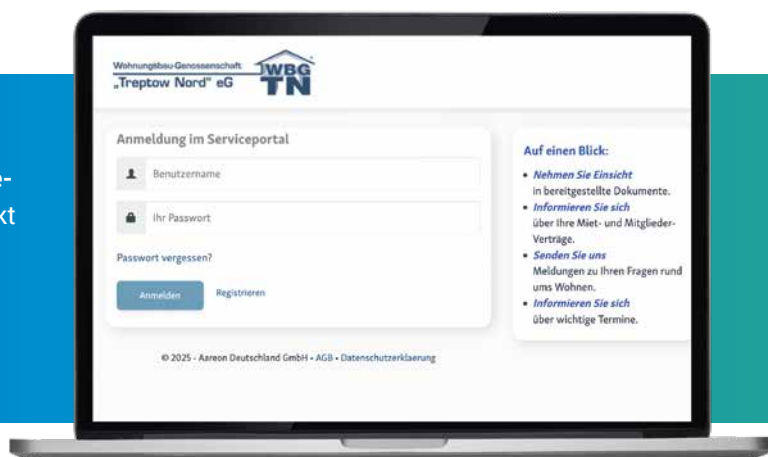 e-
kt
Wohnungsbau-Genossenschaft
„Treptow Nord" eG
WBG
TN
Anmeldung im Serviceportal
Benutzername
Ihr Passwort
Passwort vergessen?
Anmelden
Registrieren
© 2025 - Aareon Deutschland GmbH • AGB • Datenschutzerklaerung
Auf einen Blick:
• Nehmen Sie Einsicht
in bereitgestellte Dokumente.
• Informieren Sie sich
über Ihre Miet- und Mitglieder-
Verträge.
• Senden Sie uns
Meldungen zu Ihren Fragen rund
ums Wohnen.
• Informieren Sie sich
über wichtige Termine.